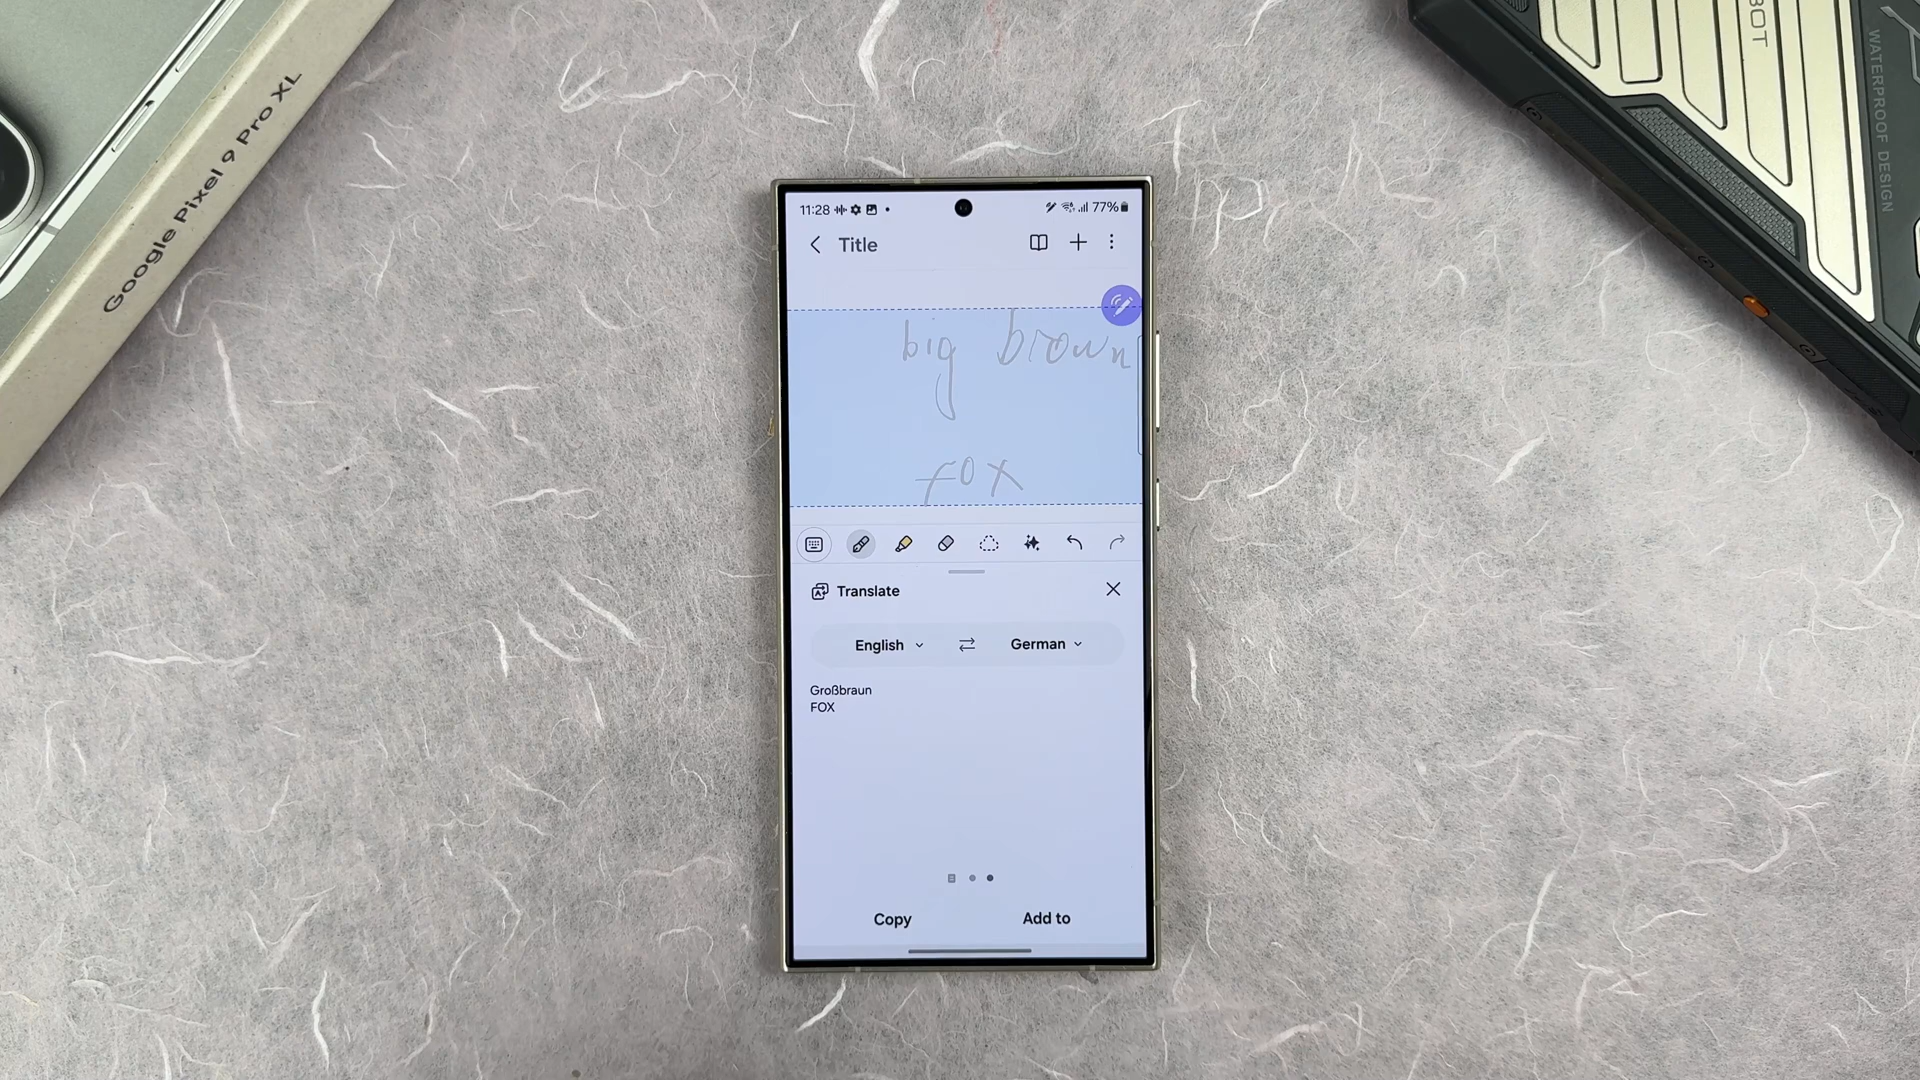 Google Pixel 9 Pro XL
BOT
WATERPROOF DESIGN
11:28
77%
Title
big brown
fox
Translate
English
German
Großbraun
FOX
Copy
Add to